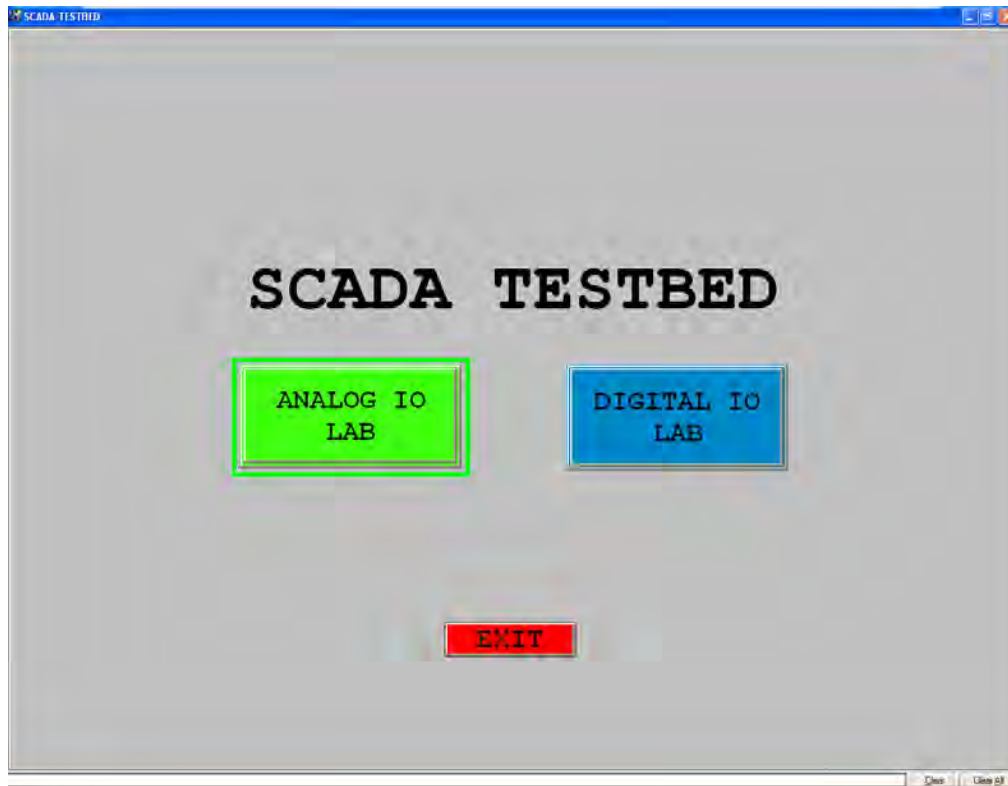 SCADA TESTBED
SCADA TESTBED
ANALOG IO
LAB
DIGITAL IO
LAB
EXIT
Clear
Clear All